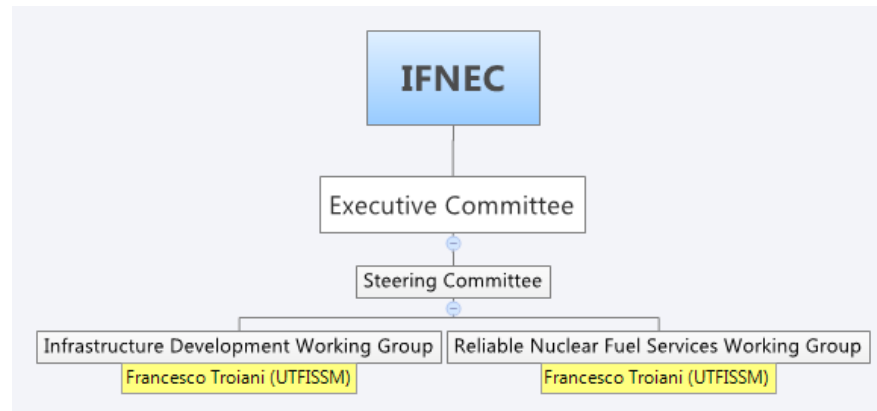 IFNEC
Executive Committee
Steering Committee
Infrastructure Development Working Group
Francesco Troiani (UTFISSM)
Reliable Nuclear Fuel Services Working Group
Francesco Troiani (UTFISSM)